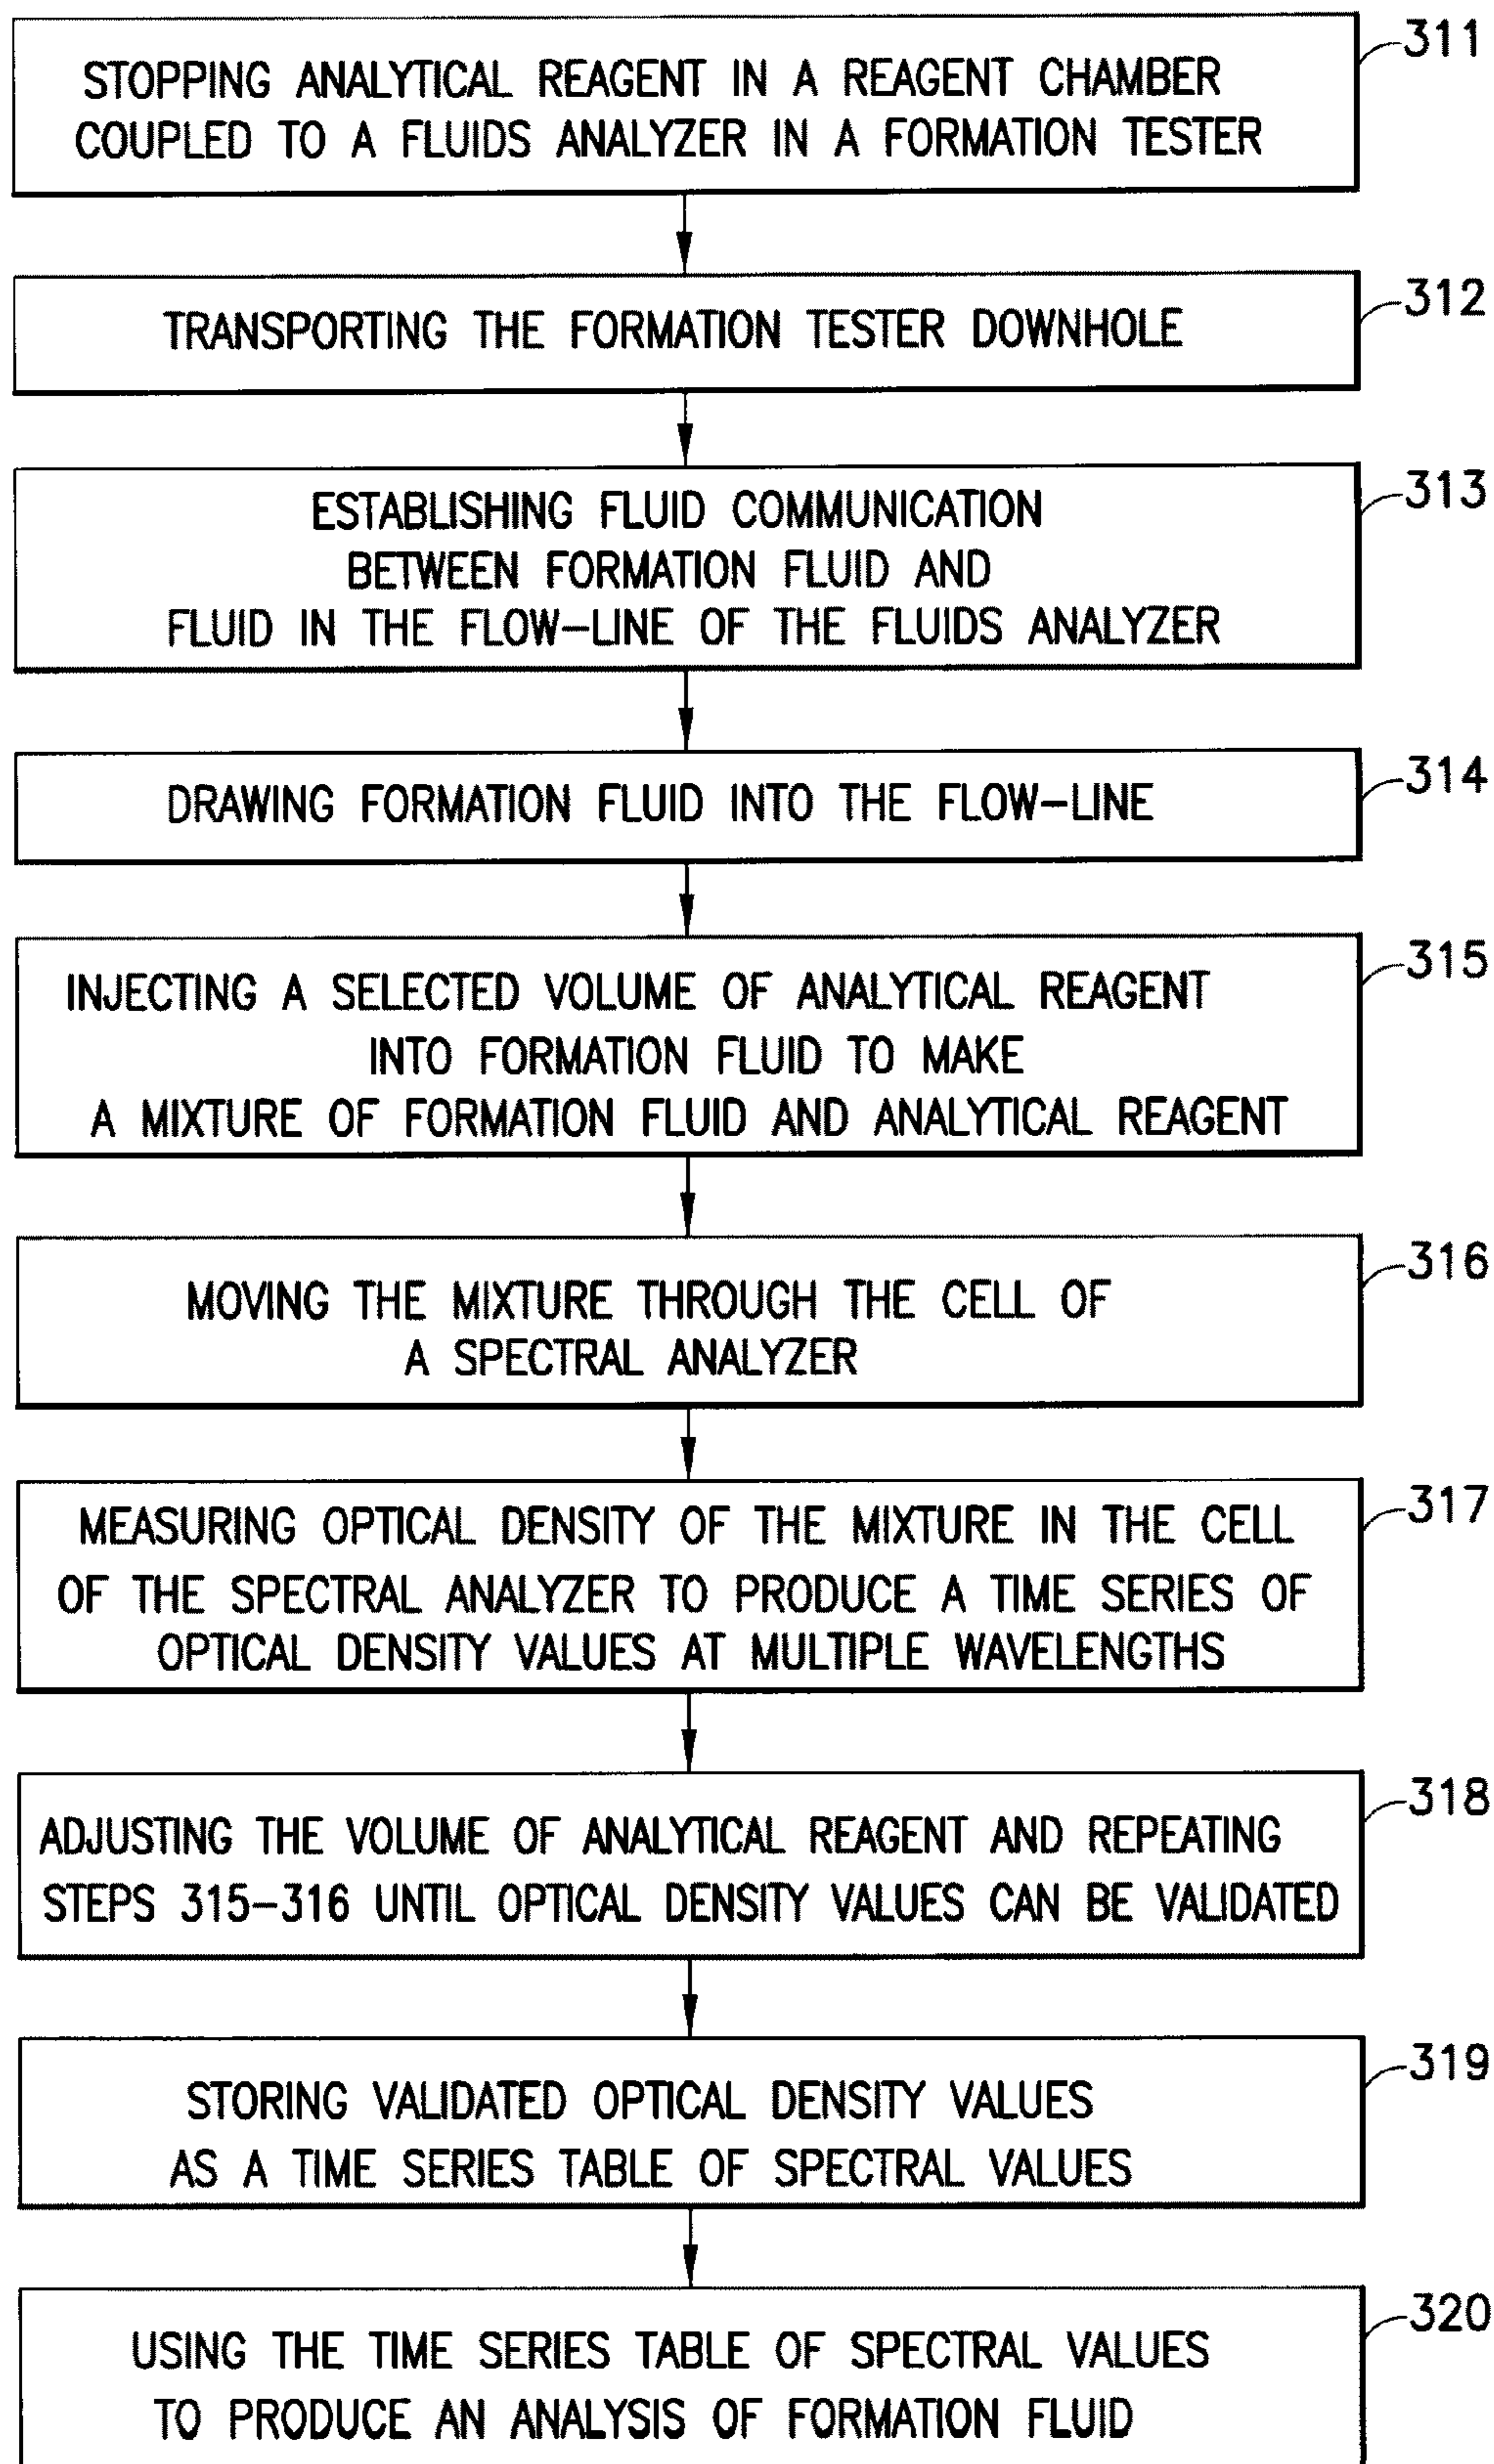 STOPPING ANALYTICAL REAGENT IN A REAGENT CHAMBER
COUPLED TO A FLUIDS ANALYZER IN A FORMATION TESTER
311
TRANSPORTING THE FORMATION TESTER DOWNHOLE
312
ESTABLISHING FLUID COMMUNICATION
BETWEEN FORMATION FLUID AND
FLUID IN THE FLOW-LINE OF THE FLUIDS ANALYZER
313
DRAWING FORMATION FLUID INTO THE FLOW-LINE
314
INJECTING A SELECTED VOLUME OF ANALYTICAL REAGENT
INTO FORMATION FLUID TO MAKE
A MIXTURE OF FORMATION FLUID AND ANALYTICAL REAGENT
315
MOVING THE MIXTURE THROUGH THE CELL OF
A SPECTRAL ANALYZER
316
MEASURING OPTICAL DENSITY OF THE MIXTURE IN THE CELL
OF THE SPECTRAL ANALYZER TO PRODUCE A TIME SERIES OF
OPTICAL DENSITY VALUES AT MULTIPLE WAVELENGTHS
317
ADJUSTING THE VOLUME OF ANALYTICAL REAGENT AND REPEATING
STEPS 315-316 UNTIL OPTICAL DENSITY VALUES CAN BE VALIDATED
318
STORING VALIDATED OPTICAL DENSITY VALUES
AS A TIME SERIES TABLE OF SPECTRAL VALUES
319
USING THE TIME SERIES TABLE OF SPECTRAL VALUES
TO PRODUCE AN ANALYSIS OF FORMATION FLUID
320